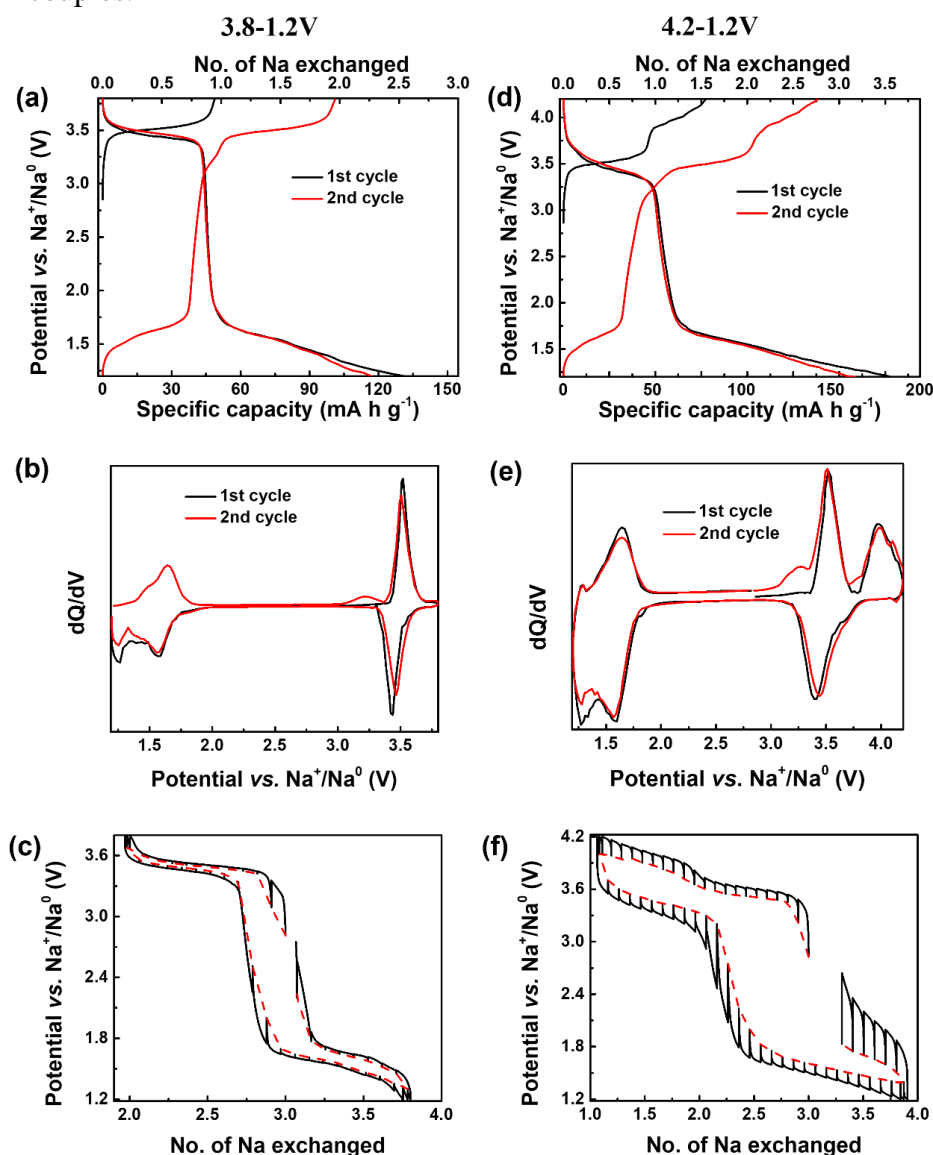 couples.
3.8-1.2V
4.2-1.2V
No. of Na exchanged
0.0 0.5 1.0 1.5 2.0 2.5 3.0
(a)
3.5
3.0
2.0
1.5
Potential vs. Na+/Na0 (V)
1st cycle
2nd cycle
0 30 60 90 120 150
Specific capacity (mA h g-1)
No. of Na exchanged
0.0 0.5 1.0 1.5 2.0 2.5 3.0 3.5
(d)
4.0
3.5
3.2
2.0
1.5
1.2
Potential vs. Na+/Na0 (V)
1st cycle
2nd cycle
0 50 100 150 200
Specific capacity (mA h g-1)
(b)
1st cycle
2nd cycle
dQ/dV
1.5 2.0 2.5 3.0 3.5
Potential vs. Na+/Na0 (V)
(e)
1st cycle
2nd cycle
dQ/dV
1.5 2.0 2.5 3.0 3.5 4.0
Potential vs. Na+/Na0 (V)
(c)
3.6
3.0
2.4
1.8
1.2
Potential vs. Na+/Na0 (V)
2.0 2.5 3.0 3.5 4.0
No. of Na exchanged
(f)
4.2
3.6
3.0
2.4
1.8
1.2
Potential vs. Na+/Na0 (V)
1.0 1.5 2.0 2.5 3.0 3.5 4.0
No. of Na exchanged